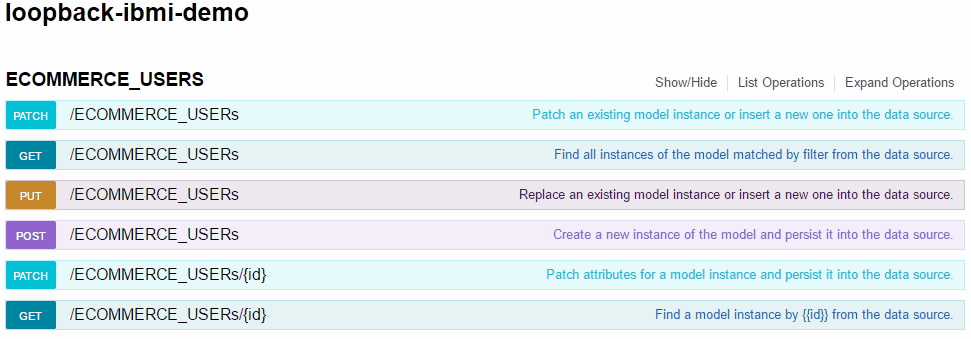 loopback-ibmi-demo
ECOMMERCE_USERS Show/Hide List Operations Expand Operations
PATCH /ECOMMERCE_USERs Patch an existing model instance or insert a new one into the data source.
GET /ECOMMERCE_USERs Find all instances of the model matched by filter from the data source.
PUT /ECOMMERCE_USERs Replace an existing model instance or insert a new one into the data source.
POST /ECOMMERCE_USERs Create a new instance of the model and persist it into the data source.
PATCH /ECOMMERCE_USERs/{id} Patch attributes for a model instance and persist it into the data source.
GET /ECOMMERCE_USERs/{id} Find a model instance by {{id}} from the data source.